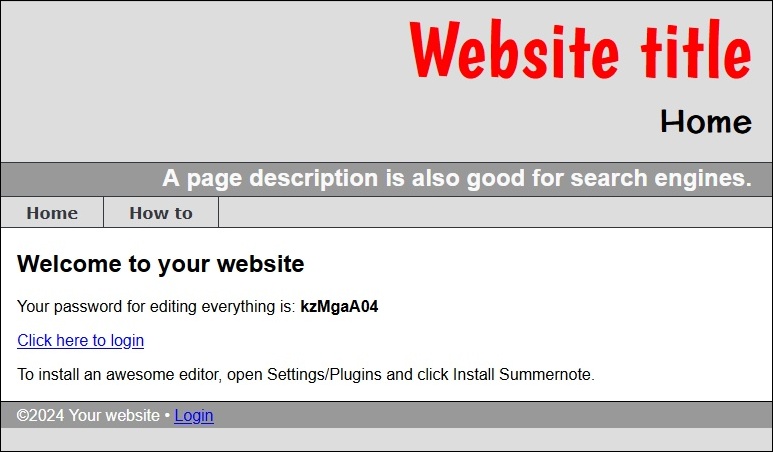 Website title
Home
A page description is also good for search engines.
Home How to
Welcome to your website
Your password for editing everything is: kzMgaA04
Click here to login
To install an awesome editor, open Settings/Plugins and click Install Summernote.
©2024 Your website • Login